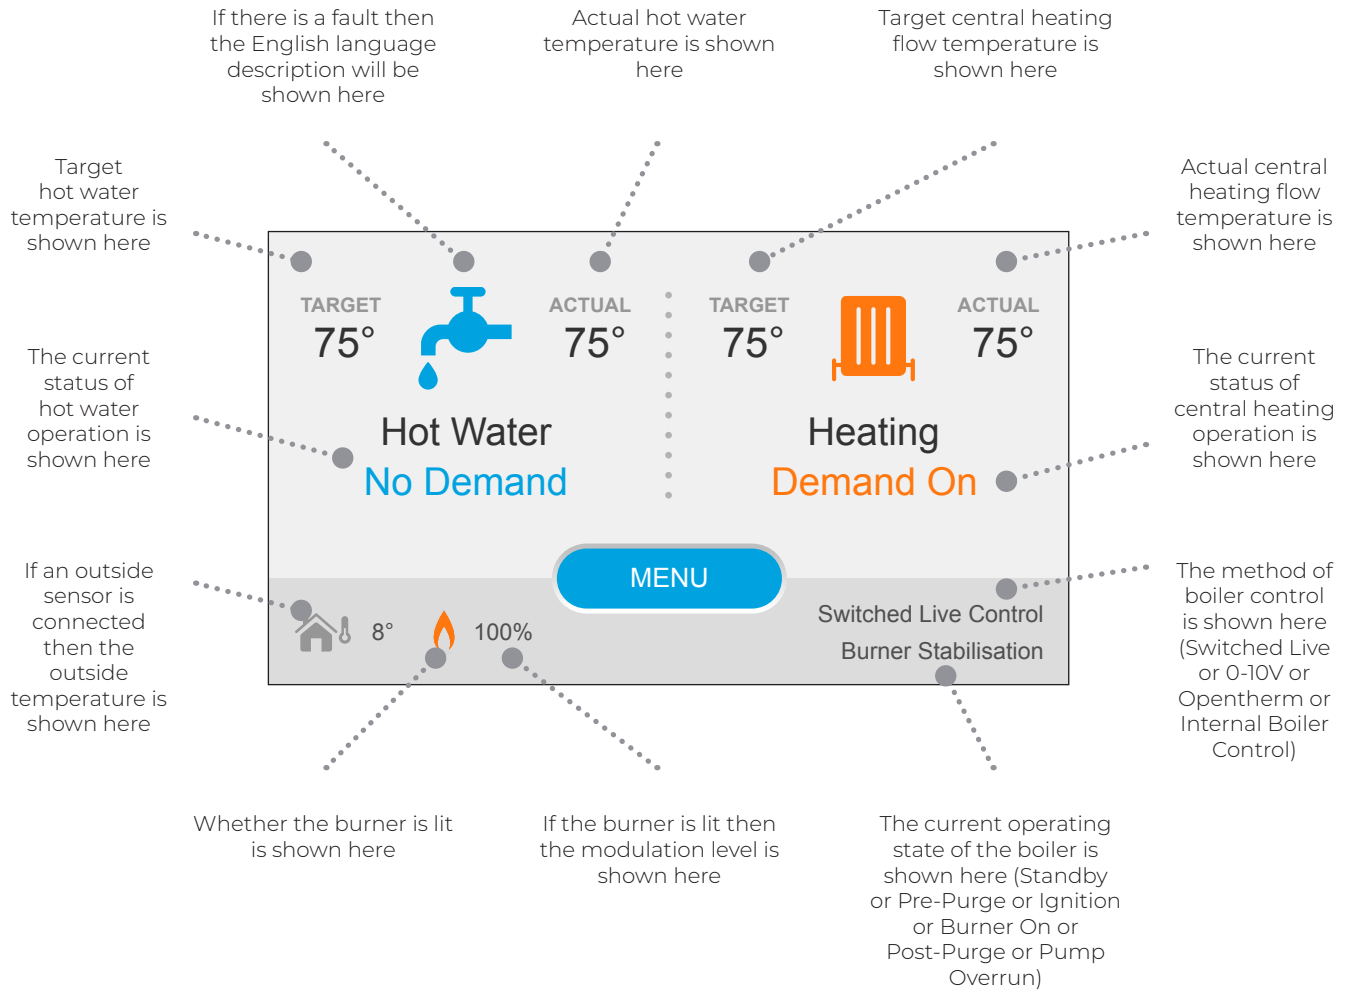 If there is a fault then
the English language
description will be
shown here
Actual hot water
temperature is shown
here
Target central heating
flow temperature is
shown here
Target
hot water
temperature is
shown here
Actual central
heating flow
temperature is
shown here
TARGET
75°
ACTUAL
75°
TARGET
75°
ACTUAL
75°
The current
status of
hot water
operation is
shown here
The current
status of
central heating
operation is
shown here
Hot Water
No Demand
Heating
Demand On
If an outside
sensor is
connected
then the
outside
temperature is
shown here
MENU
8°
100%
Switched Live Control
Burner Stabilisation
The method of
boiler control
is shown here
(Switched Live
or 0-10V or
Opentherm or
Internal Boiler
Control)
Whether the burner is lit
is shown here
If the burner is lit then
the modulation level is
shown here
The current operating
state of the boiler is
shown here (Standby
or Pre-Purge or Ignition
or Burner On or
Post-Purge or Pump
Overrun)